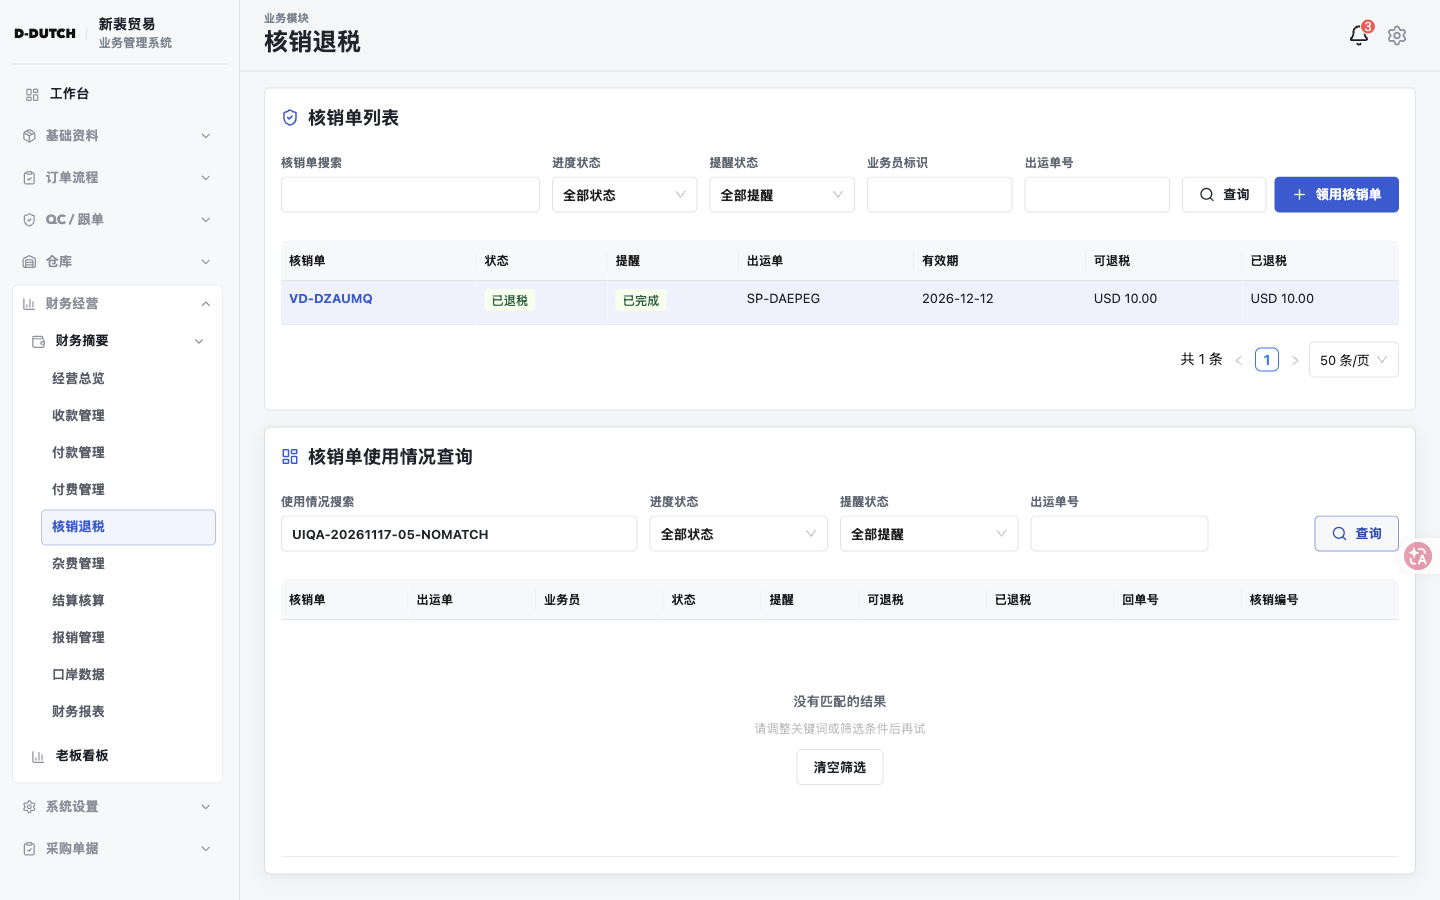 D-DUTCH
新裴贸易
业务管理系统
工作台
基础资料
订单流程
QC / 跟单
仓库
财务经营
财务摘要
经营总览
收款管理
付款管理
付费管理
核销退税
杂费管理
结算核算
报销管理
口岸数据
财务报表
老板看板
系统设置
采购单据
业务模块
核销退税
3
核销单列表
核销单搜索 进度状态 提醒状态 业务员标识 出运单号
全部状态 全部提醒 查询 领用核销单
核销单 状态 提醒 出运单 有效期 可退税 已退税
VD-DZAUMQ 已退税 已完成 SP-DAEPEG 2026-12-12 USD 10.00 USD 10.00
共 1 条 1 50 条/页
核销单使用情况查询
使用情况搜索 进度状态 提醒状态 出运单号
UIQA-20261117-05-NOMATCH 全部状态 全部提醒 查询
核销单 出运单 业务员 状态 提醒 可退税 已退税 回单号 核销编号
没有匹配的结果
请调整关键词或筛选条件后再试
清空筛选